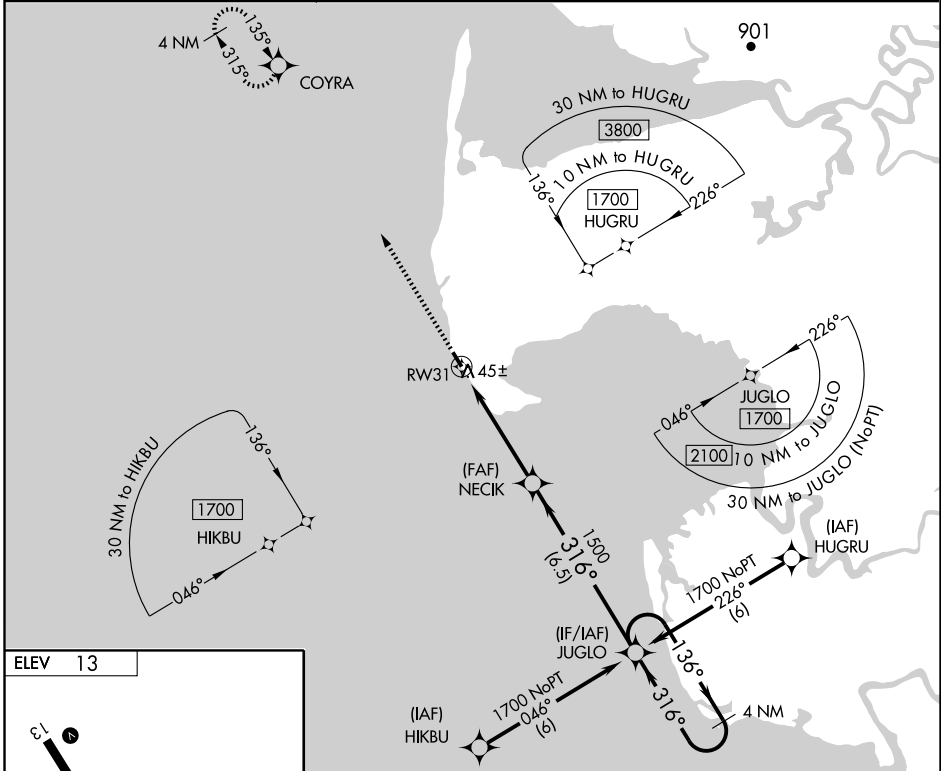 4 NM
135°
315°
COYRA
901
30 NM to HUGRU
3800
10 NM to HUGRU
1700
HUGRU
136°
226°
RW31
45±
226°
046°
JUGLO
1700
2100
10 NM to JUGLO
30 NM to JUGLO (NoPT)
30 NM to HIKBU
136°
1700
HIKBU
046°
(FAF)
NECIK
1500
316°
(6.5)
(IAF)
HUGRU
1700 NoPT
226°
(6)
(IF/IAF)
JUGLO
136°
316°
4 NM
1700 NoPT
046°
(6)
(IAF)
HIKBU
ELEV 13
13